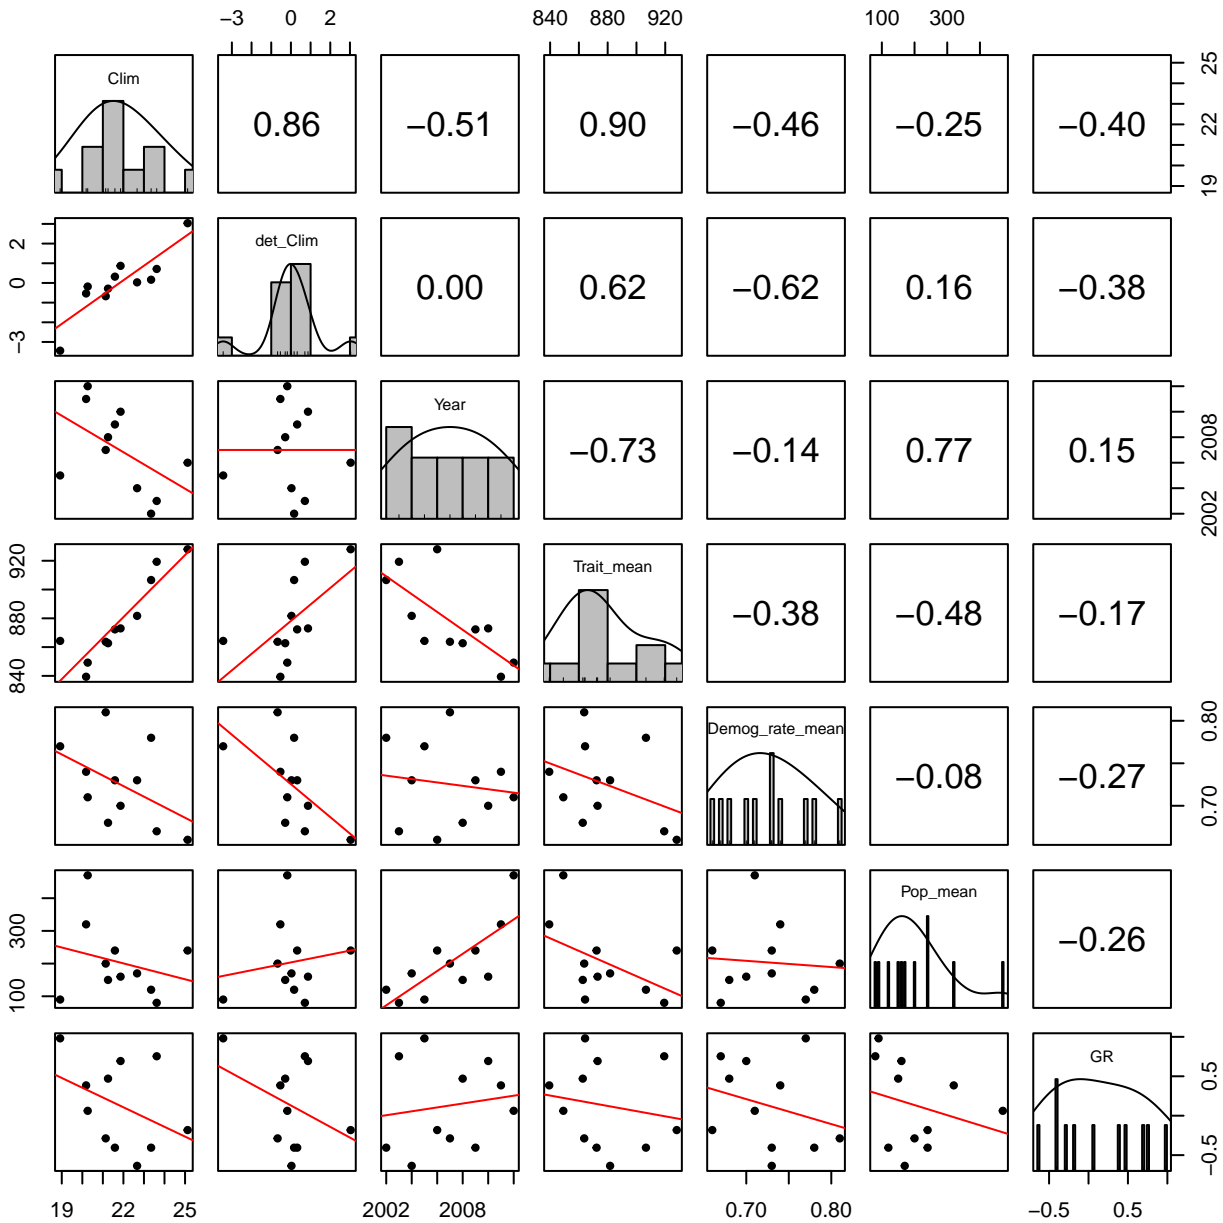 −3 0 2 840 880 920 100 300
Clim
0.86 −0.51 0.90 −0.46 −0.25 −0.40
19 22 25
det_Clim
0.00 0.62 −0.62 0.16 −0.38
−3 0 2
Year
−0.73 −0.14 0.77 0.15
2002 2008
Trait_mean
−0.38 −0.48 −0.17
840 880 920
Demog_rate_mean
−0.08 −0.27
0.70 0.80
Pop_mean
−0.26
100 300
GR
−0.5 0.5
19 22 25 2002 2008 0.70 0.80 −0.5 0.5